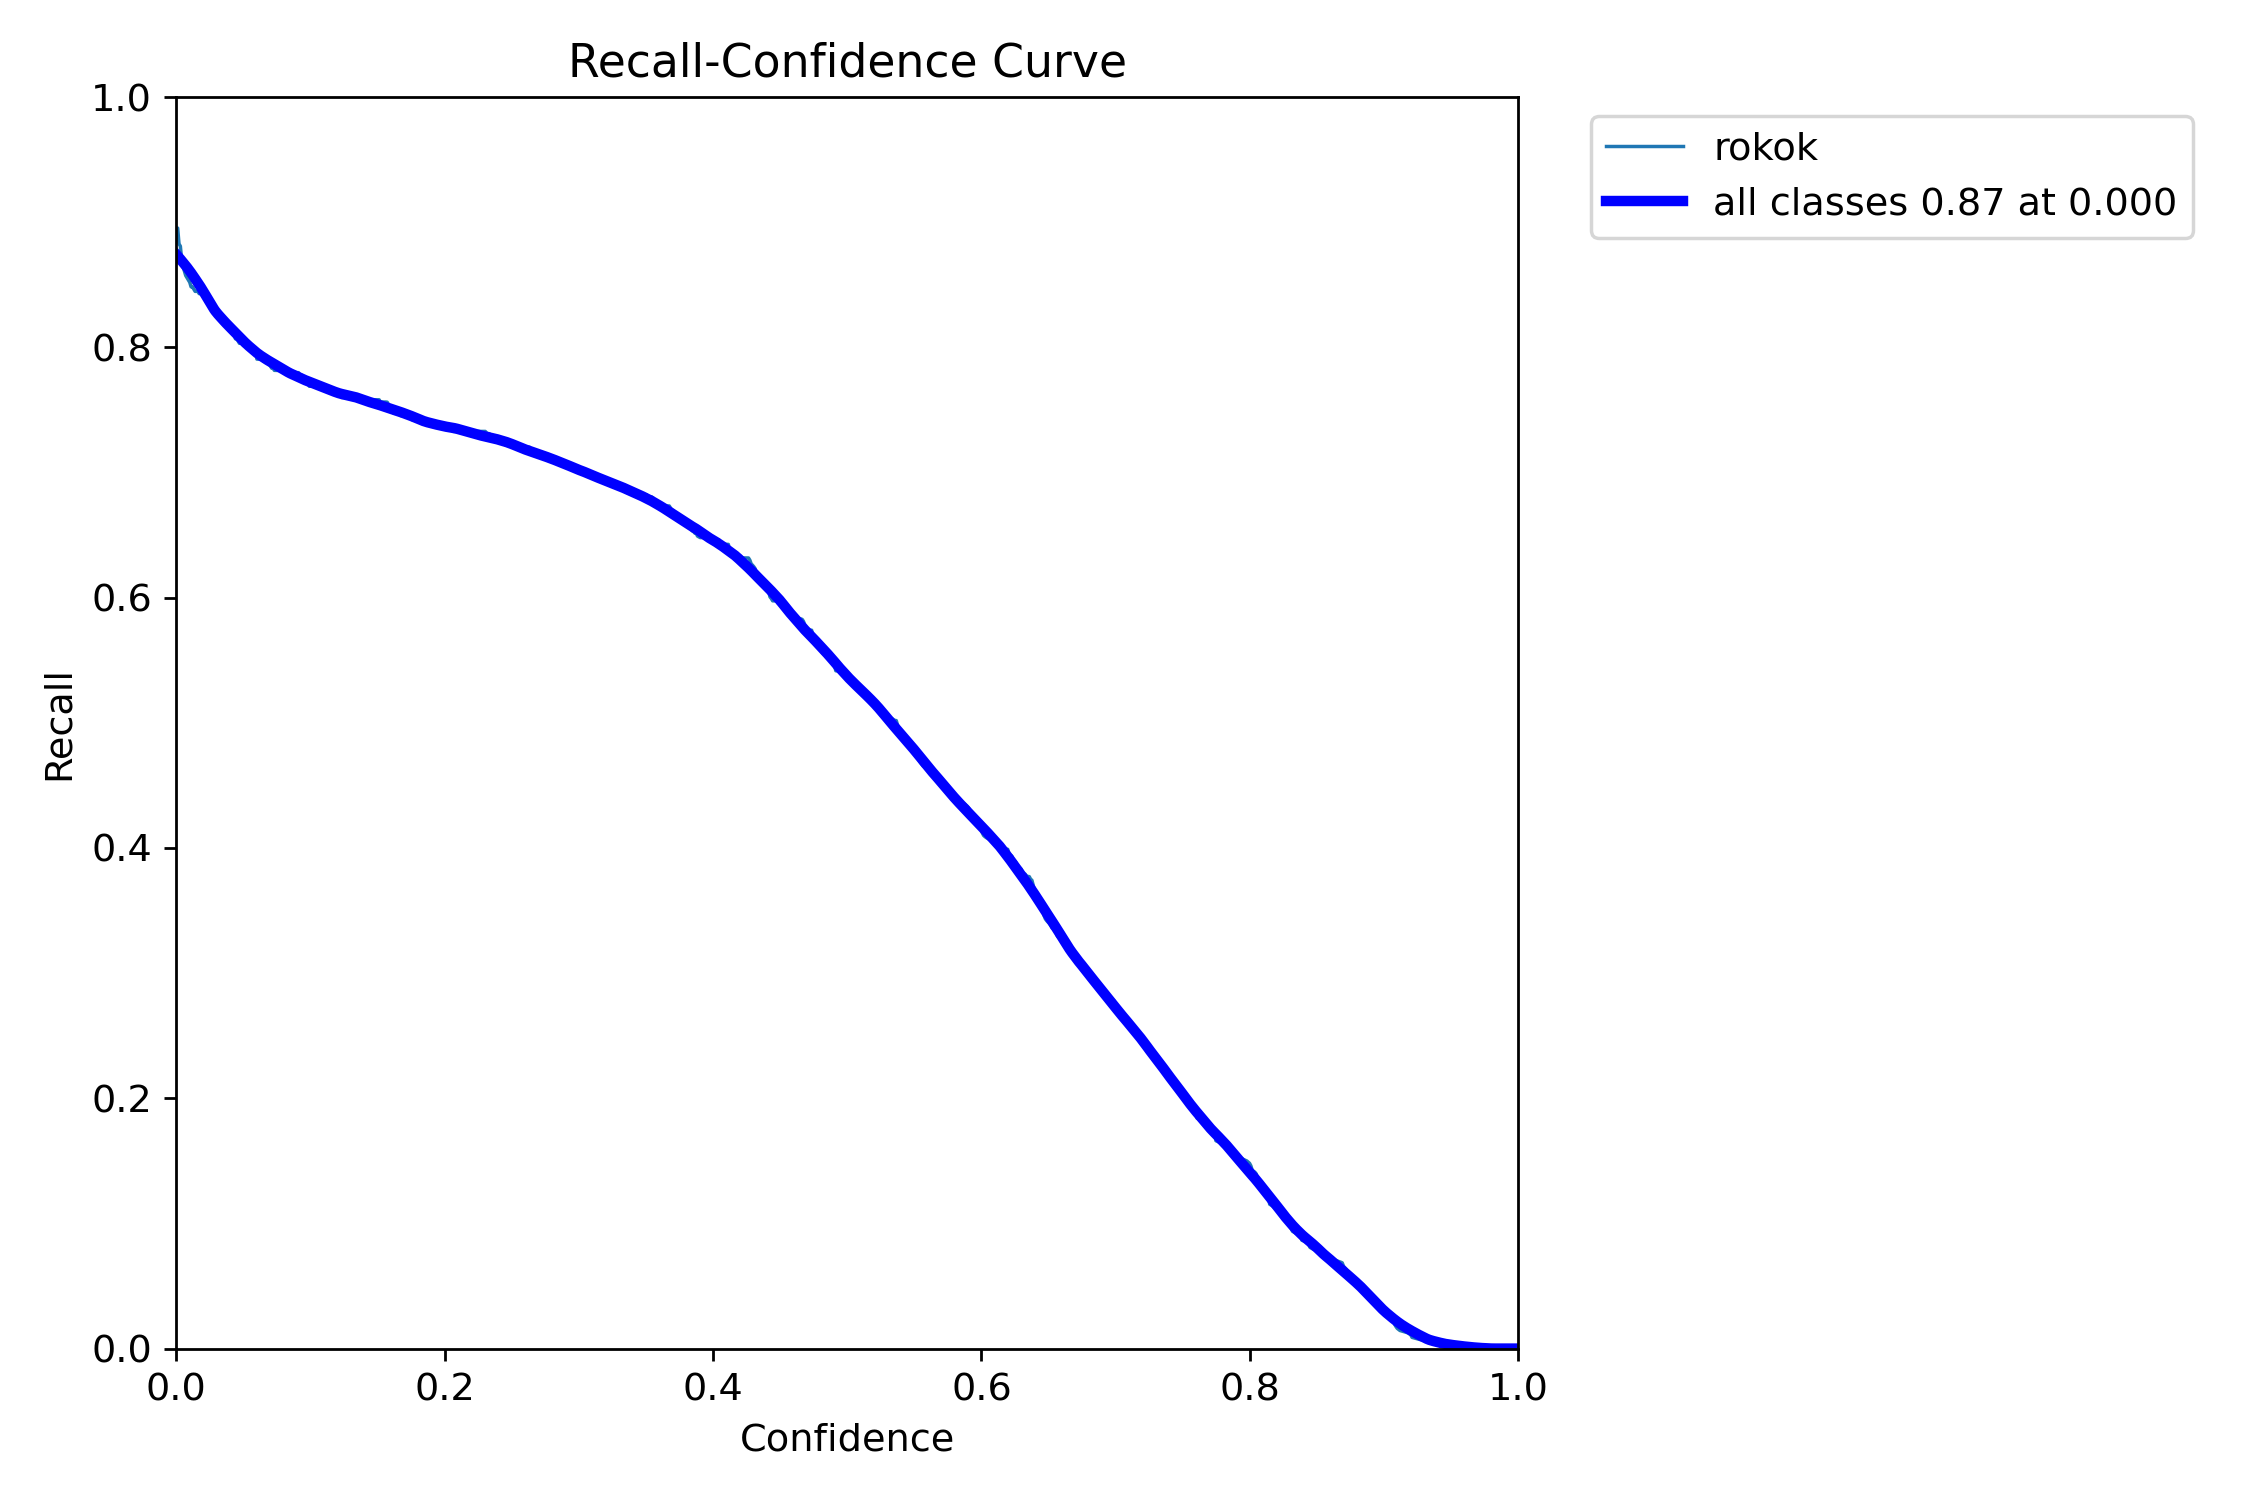 Recall-Confidence Curve
1.0
0.8
0.6
0.4
0.2
0.0
Recall
0.0 0.2 0.4 0.6 0.8 1.0
Confidence
rokok
all classes 0.87 at 0.000